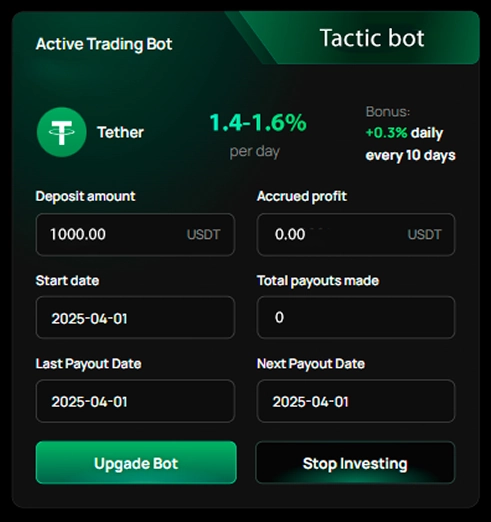 Active Trading Bot
Tactic bot
Tether
1.4-1.6%
per day
Bonus:
+0.3% daily
every 10 days
Deposit amount
Accrued profit
1000.00 USDT
0.00 USDT
Start date
Total payouts made
2025-04-01
0
Last Payout Date
Next Payout Date
2025-04-01
2025-04-01
Upgade Bot
Stop Investing